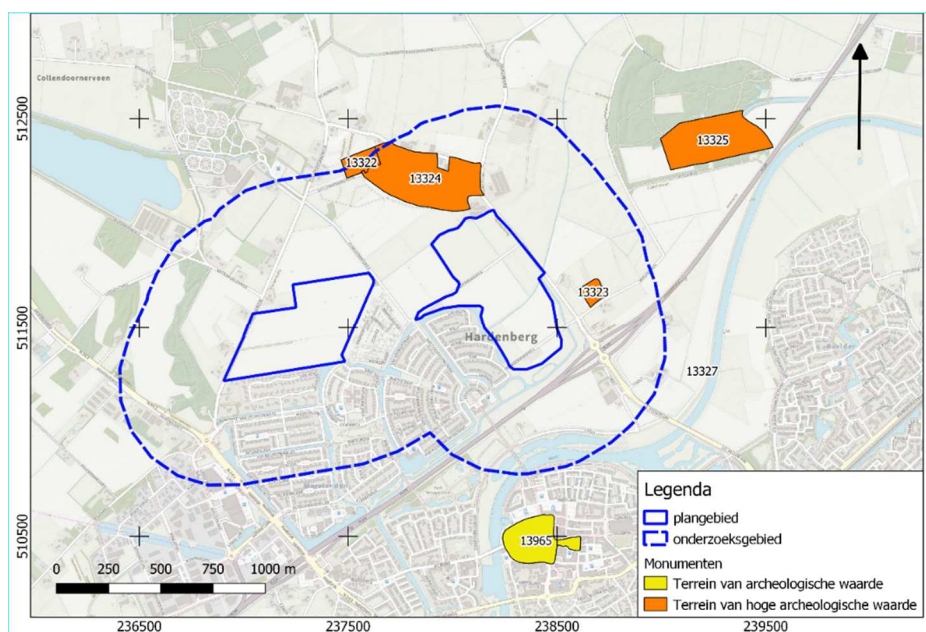 Collendoornerveen
512500
511500
510500
13322
13324
13325
13323
Hardenberg
13327
13965
0 250 500 750 1000 m
236500 237500 238500 239500
Legenda
plangebied
onderzoeksgebied
Monumenten
Terrein van archeologische waarde
Terrein van hoge archeologische waarde